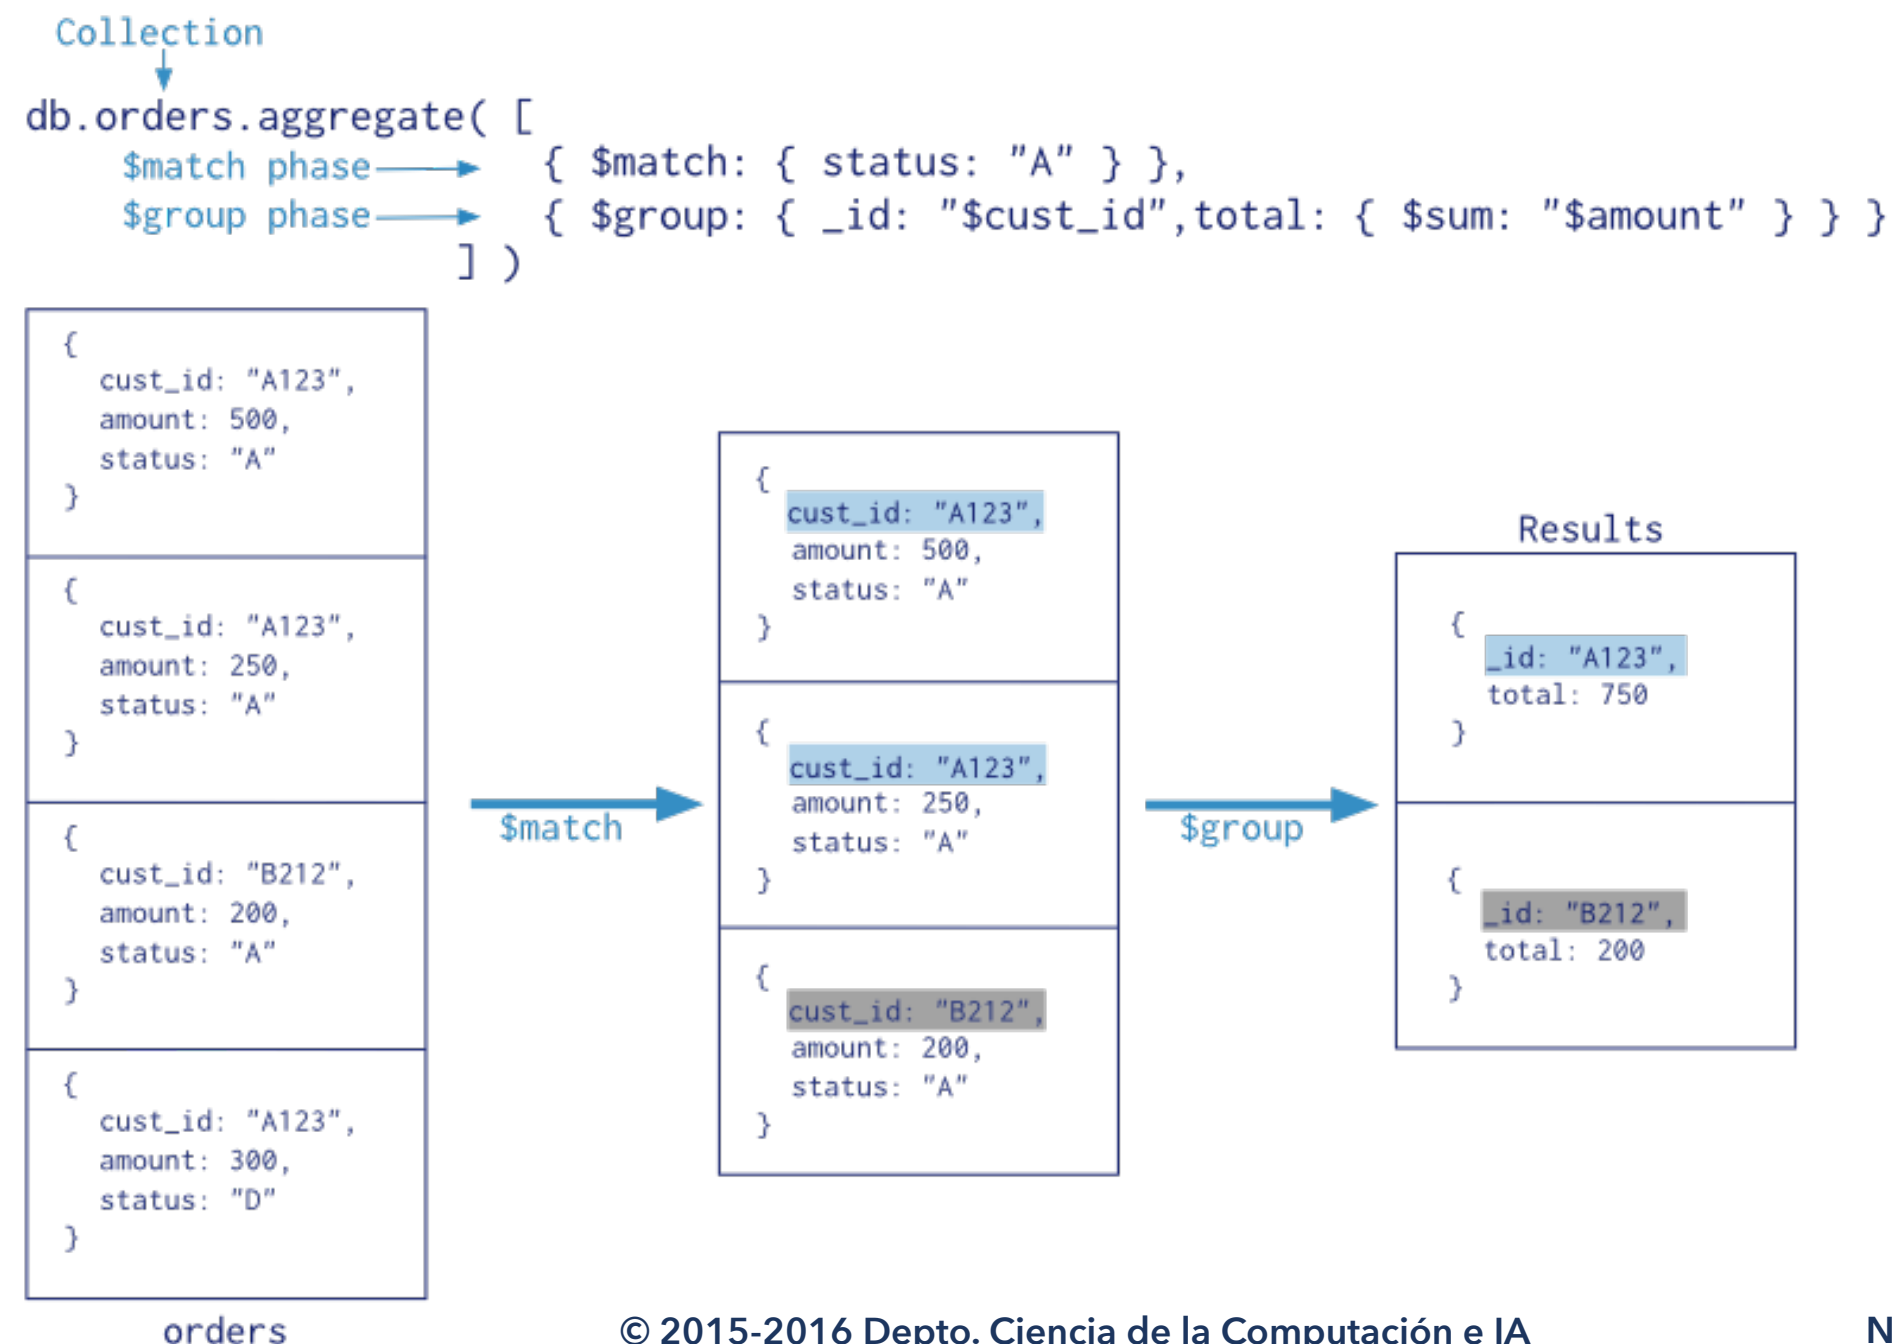 Collection
db.orders.aggregate( [
$match phase { $match: { status: "A" } },
$group phase { $group: { _id: "$cust_id",total: { $sum: "$amount" } } }
] )
{
cust_id: "A123",
amount: 500,
status: "A"
}
{
cust_id: "A123",
amount: 250,
status: "A"
}
{
cust_id: "B212",
amount: 200,
status: "A"
}
{
cust_id: "A123",
amount: 300,
status: "D"
}
orders
$match
{
cust_id: "A123",
amount: 500,
status: "A"
}
{
cust_id: "A123",
amount: 250,
status: "A"
}
{
cust_id: "B212",
amount: 200,
status: "A"
}
$group
Results
{
_id: "A123",
total: 750
}
{
_id: "B212",
total: 200
}
© 2015-2016 Depto. Ciencia de la Computación e IA